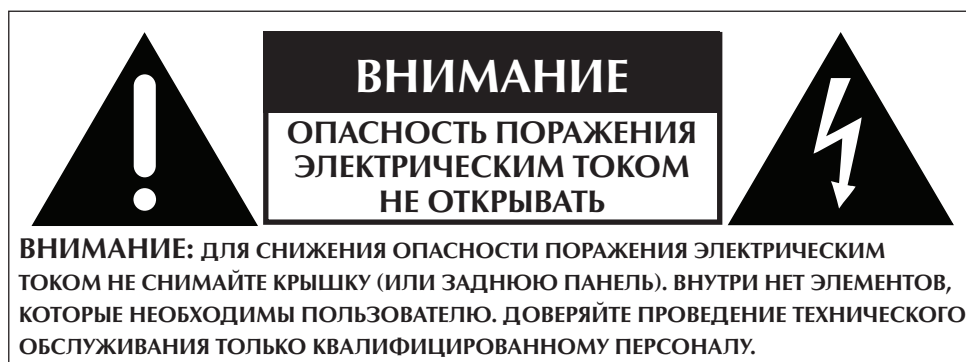 ВНИМАНИЕ
ОПАСНОСТЬ ПОРАЖЕНИЯ
ЭЛЕКТРИЧЕСКИМ ТОКОМ
НЕ ОТКРЫВАТЬ
ВНИМАНИЕ: ДЛЯ СНИЖЕНИЯ ОПАСНОСТИ ПОРАЖЕНИЯ ЭЛЕКТРИЧЕСКИМ
ТОКОМ НЕ СНИМАЙТЕ КРЫШКУ (ИЛИ ЗАДНЮЮ ПАНЕЛЬ). ВНУТРИ НЕТ ЭЛЕМЕНТОВ,
КОТОРЫЕ НЕОБХОДИМЫ ПОЛЬЗОВАТЕЛЮ. ДОВЕРЯЙТЕ ПРОВЕДЕНИЕ ТЕХНИЧЕСКОГО
ОБСЛУЖИВАНИЯ ТОЛЬКО КВАЛИФИЦИРОВАННОМУ ПЕРСОНАЛУ.